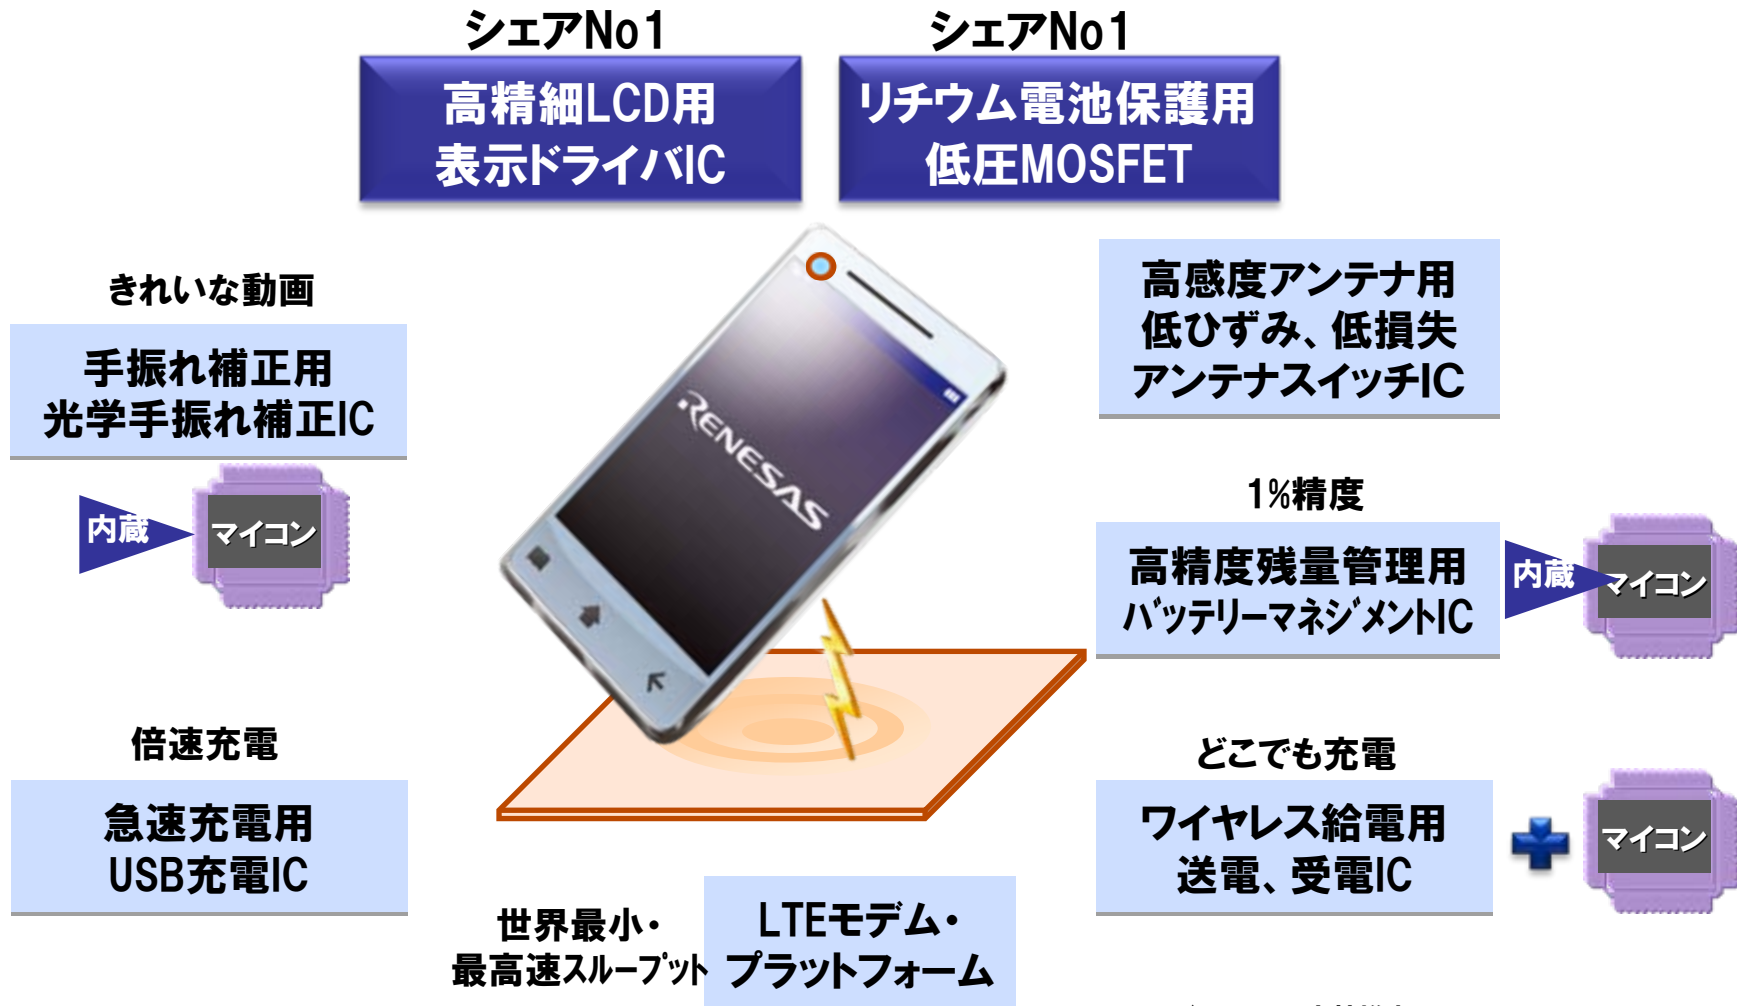 シェアNo1
高精細LCD用
表示ドライバIC
シェアNo1
リチウム電池保護用
低圧MOSFET
きれいな動画
手振れ補正用
光学手振れ補正IC
内蔵
マイコン
RENESAS
高感度アンテナ用
低ひずみ、低損失
アンテナスイッチIC
1%精度
高精度残量管理用
バッテリーマネジメントIC
内蔵
マイコン
倍速充電
急速充電用
USB充電IC
どこでも充電
ワイヤレス給電用
送電、受電IC
マイコン
世界最小・
最高速スループット
LTEモデム・
プラットフォーム